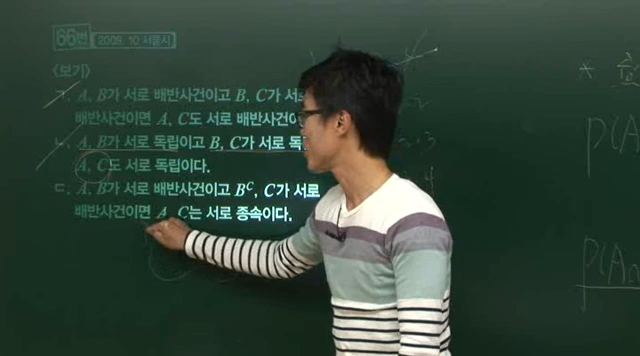 66번 2009. 10 서울시
<보기>
ㄱ. A, B가 서로 배반사건이고 B, C가 서로
배반사건이면 A, C도 서로 배반사건이
ㄴ. A, B가 서로 독립이고 B, C가 서로 독
A, C도 서로 독립이다.
ㄷ. A, B가 서로 배반사건이고 Bᶜ, C가 서로
배반사건이면 A, C는 서로 종속이다.
P(A
P(A∩